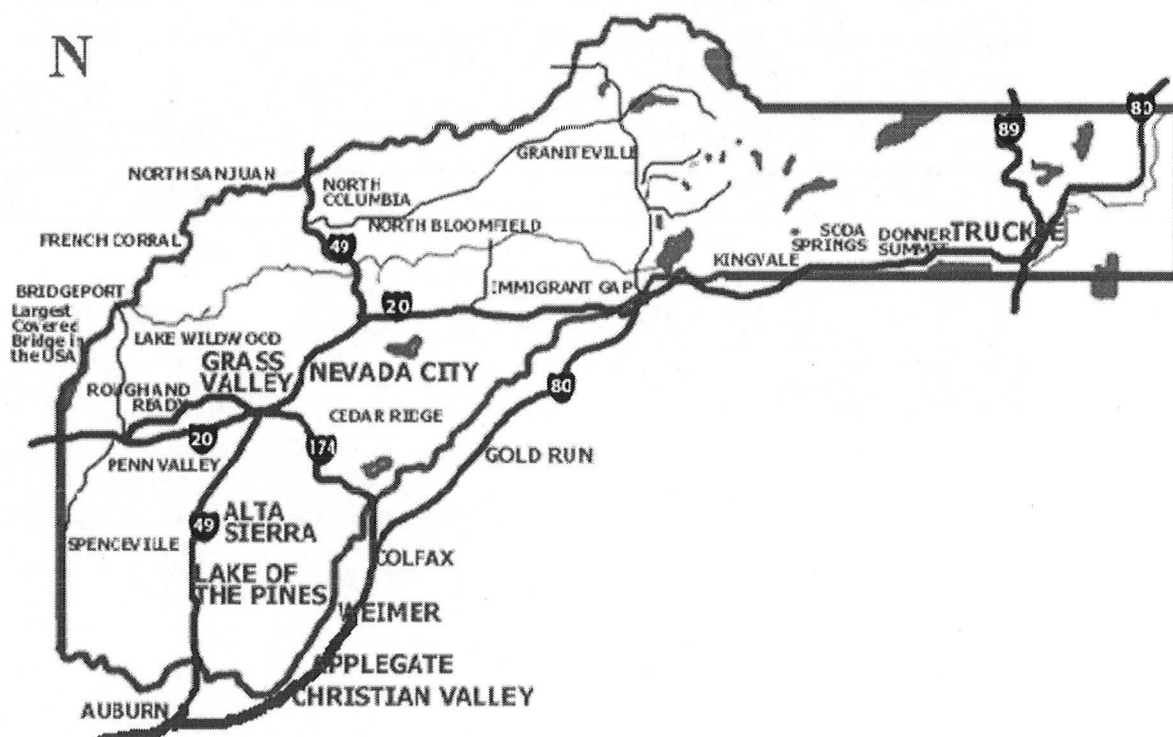 N
80
89
GRANITEVILLE
NORTH SAN JUAN
NORTH
COLUMBIA
NORTH BLOOMFIELD
FRENCH CORRAL
49
SCDA
SPRINGS
DONNER
SUMMIT
TRUCKEE
KINGVALE
BRIDGEPORT
Largest
Covered
Bridge in
the USA
IMMIGRANT GAP
20
LAKE WILDWOOD
GRASS
VALLEY
NEVADA CITY
ROUGH AND
READY
80
CEDAR RIDGE
20
174
PENN VALLEY
GOLD RUN
49
ALTA
SIERRA
SPENCEVILLE
COLFAX
LAKE OF
THE PINES
WEIMER
APPLEGATE
CHRISTIAN VALLEY
AUBURN